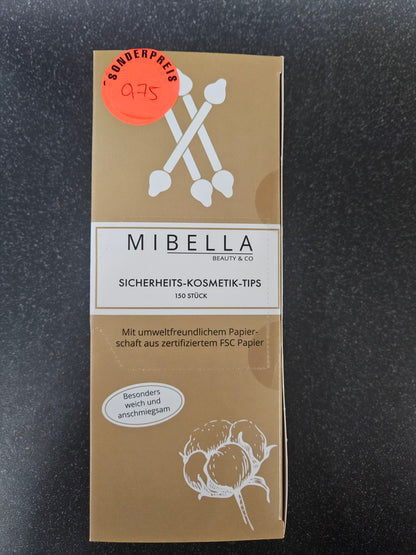 SONDERPREIS
0,75
MIBELLA
BEAUTY & CO
SICHERHEITS-KOSMETIK-TIPS
150 STÜCK
Mit umweltfreundlichem Papier-
schaft aus zertifiziertem FSC Papier
Besonders
weich und
anschmiegsam